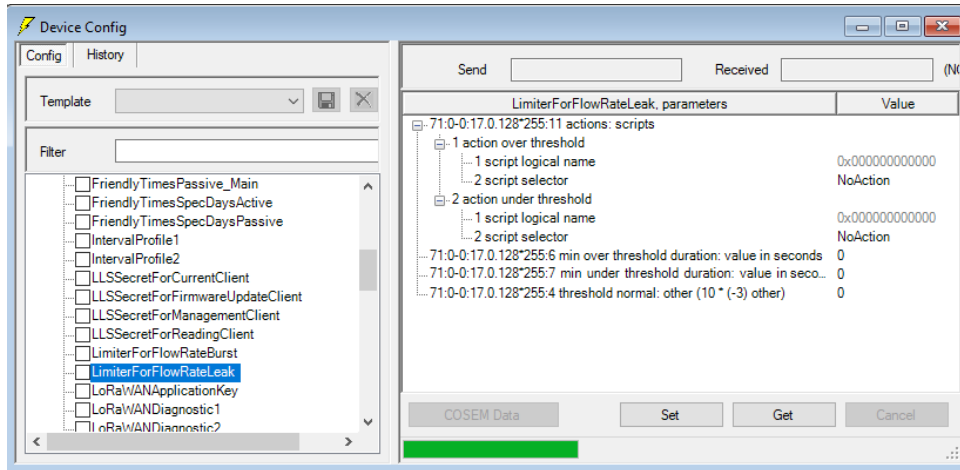 Device Config
Config History
Template
Filter
FriendlyTimesPassive_Main
FriendlyTimesSpecDaysActive
FriendlyTimesSpecDaysPassive
IntervalProfile1
IntervalProfile2
LLSSecretForCurrentClient
LLSSecretForFirmwareUpdateClient
LLSSecretForManagementClient
LLSSecretForReadingClient
LimiterForFlowRateBurst
LimiterForFlowRateLeak
LoRaWANApplicationKey
LoRaWANDiagnostic1
LoRaWANDiagnostic2
Send Received (NO
LimiterForFlowRateLeak, parameters Value
71:0-0:17.0.128*255:11 actions: scripts
1 action over threshold
1 script logical name 0x000000000000
2 script selector NoAction
2 action under threshold
1 script logical name 0x000000000000
2 script selector NoAction
71:0-0:17.0.128*255:6 min over threshold duration: value in seconds 0
71:0-0:17.0.128*255:7 min under threshold duration: value in seco... 0
71:0-0:17.0.128*255:4 threshold normal: other (10 * (-3) other) 0
COSEM Data Set Get Cancel